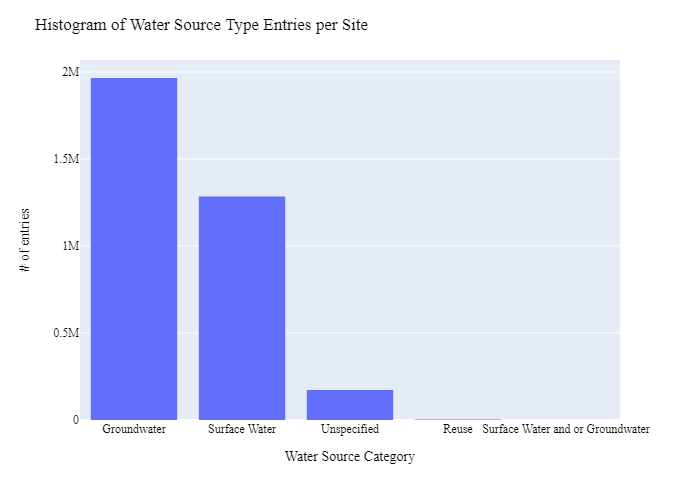 Histogram of Water Source Type Entries per Site
2M
1.5M
1M
0.5M
0
# of entries
Groundwater
Surface Water
Unspecified
Reuse
Surface Water and or Groundwater
Water Source Category